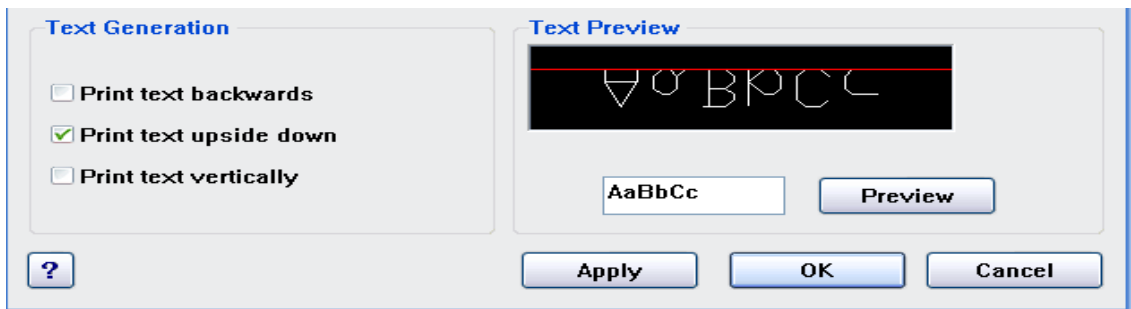 Text Generation
Print text backwards
Print text upside down
Print text vertically
Text Preview
AaBbCc
AaBbCc
Preview
?
Apply
OK
Cancel